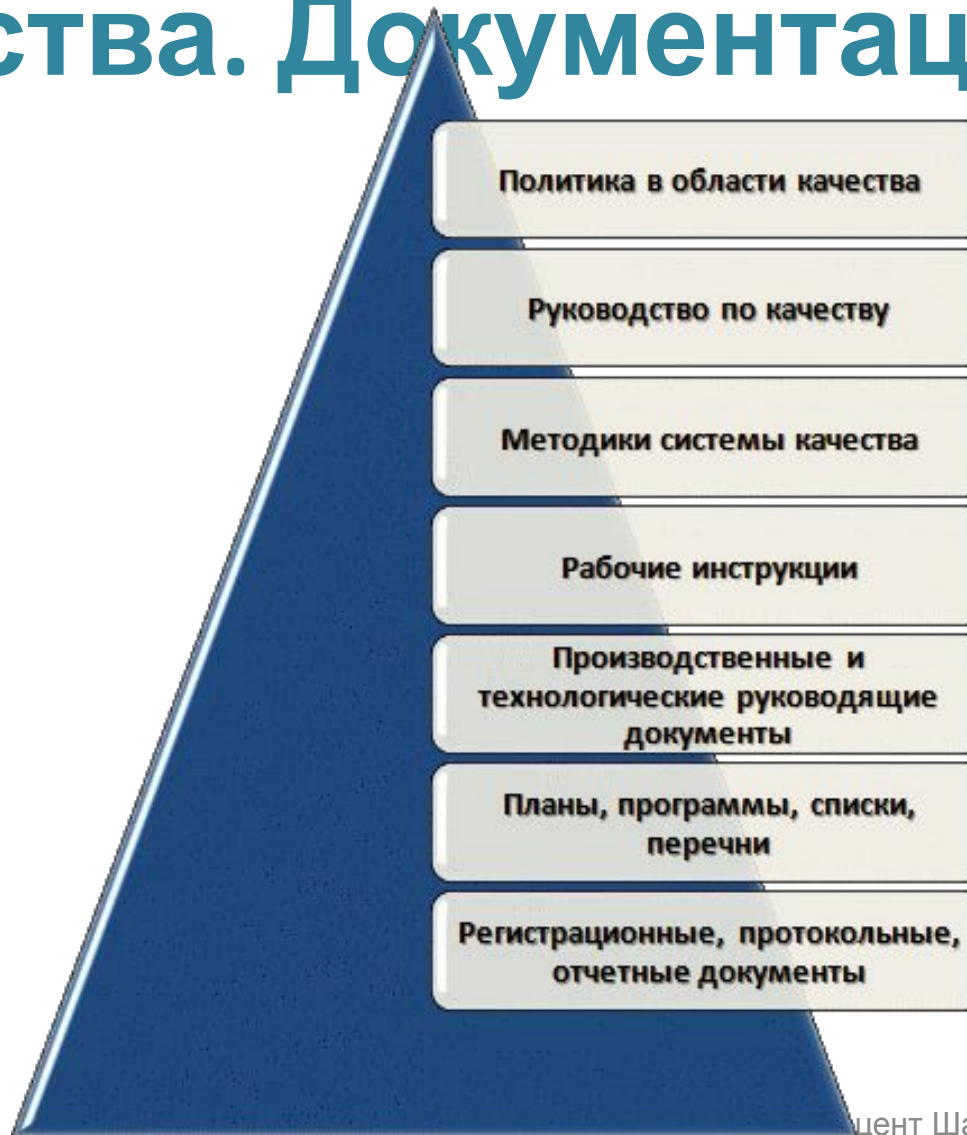 ства. Документац
Политика в области качества
Руководство по качеству
Методики системы качества
Рабочие инструкции
Производственные и
технологические руководящие
документы
Планы, программы, списки,
перечни
Регистрационные, протокольные,
отчетные документы
цент Ша